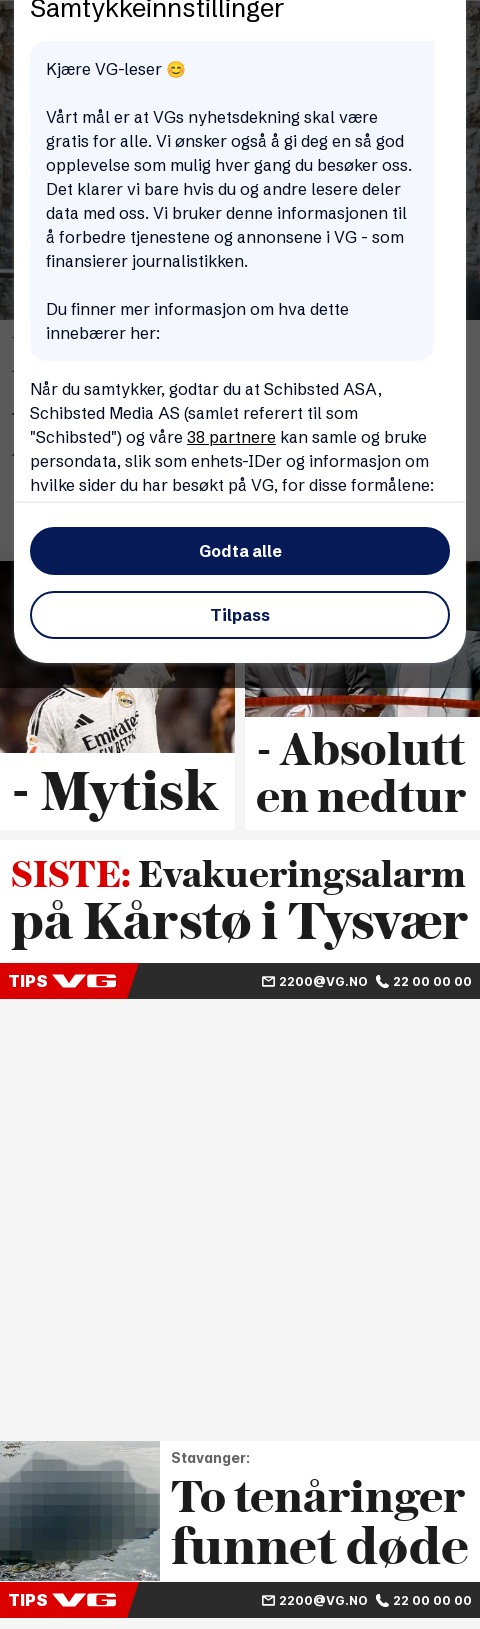 Samtykkeinnstillinger
Kjære VG-leser 😊
Vårt mål er at VGs nyhetsdekning skal være
gratis for alle. Vi ønsker også å gi deg en så god
opplevelse som mulig hver gang du besøker oss.
Det klarer vi bare hvis du og andre lesere deler
data med oss. Vi bruker denne informasjonen til
å forbedre tjenestene og annonsene i VG - som
finansierer journalistikken.
Du finner mer informasjon om hva dette
innebærer her:
Når du samtykker, godtar du at Schibsted ASA,
Schibsted Media AS (samlet referert til som
"Schibsted") og våre 38 partnere kan samle og bruke
persondata, slik som enhets-IDer og informasjon om
hvilke sider du har besøkt på VG, for disse formålene:
Godta alle
Tilpass
Emirates
FLY BETTER
- Mytisk
- Absolutt
en nedtur
SISTE: Evakueringsalarm
på Kårstø i Tysvær
TIPS VG 2200@VG.NO 22 00 00 00
Stavanger:
To tenåringer
funnet døde
TIPS VG 2200@VG.NO 22 00 00 00